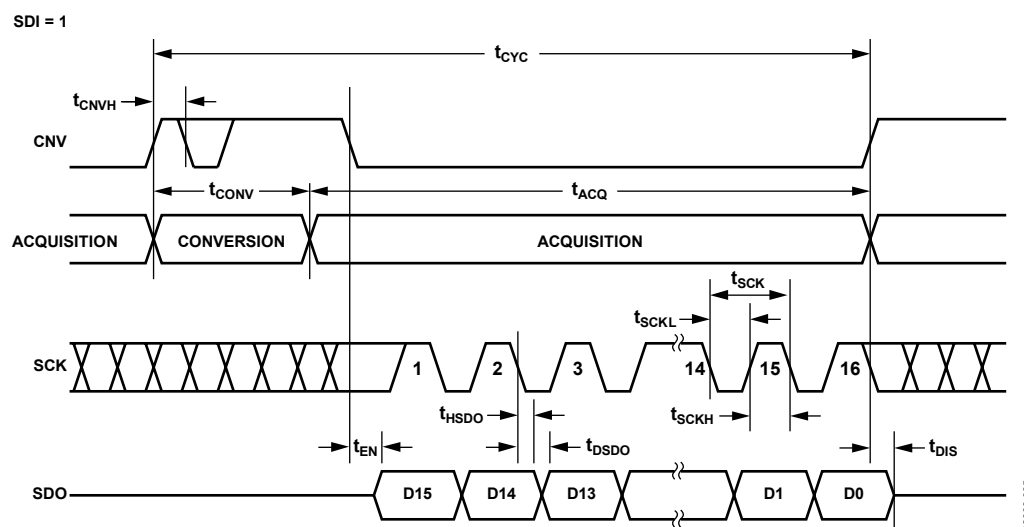 SDI = 1
tCYC
tCNVH
CNV
tCONV
tACQ
ACQUISITION
CONVERSION
ACQUISITION
tSCK
tSCKL
SCK
1
2
3
14
15
16
tHSDO
tSCKH
tEN
tDSDO
tDIS
SDO
D15
D14
D13
D1
D0